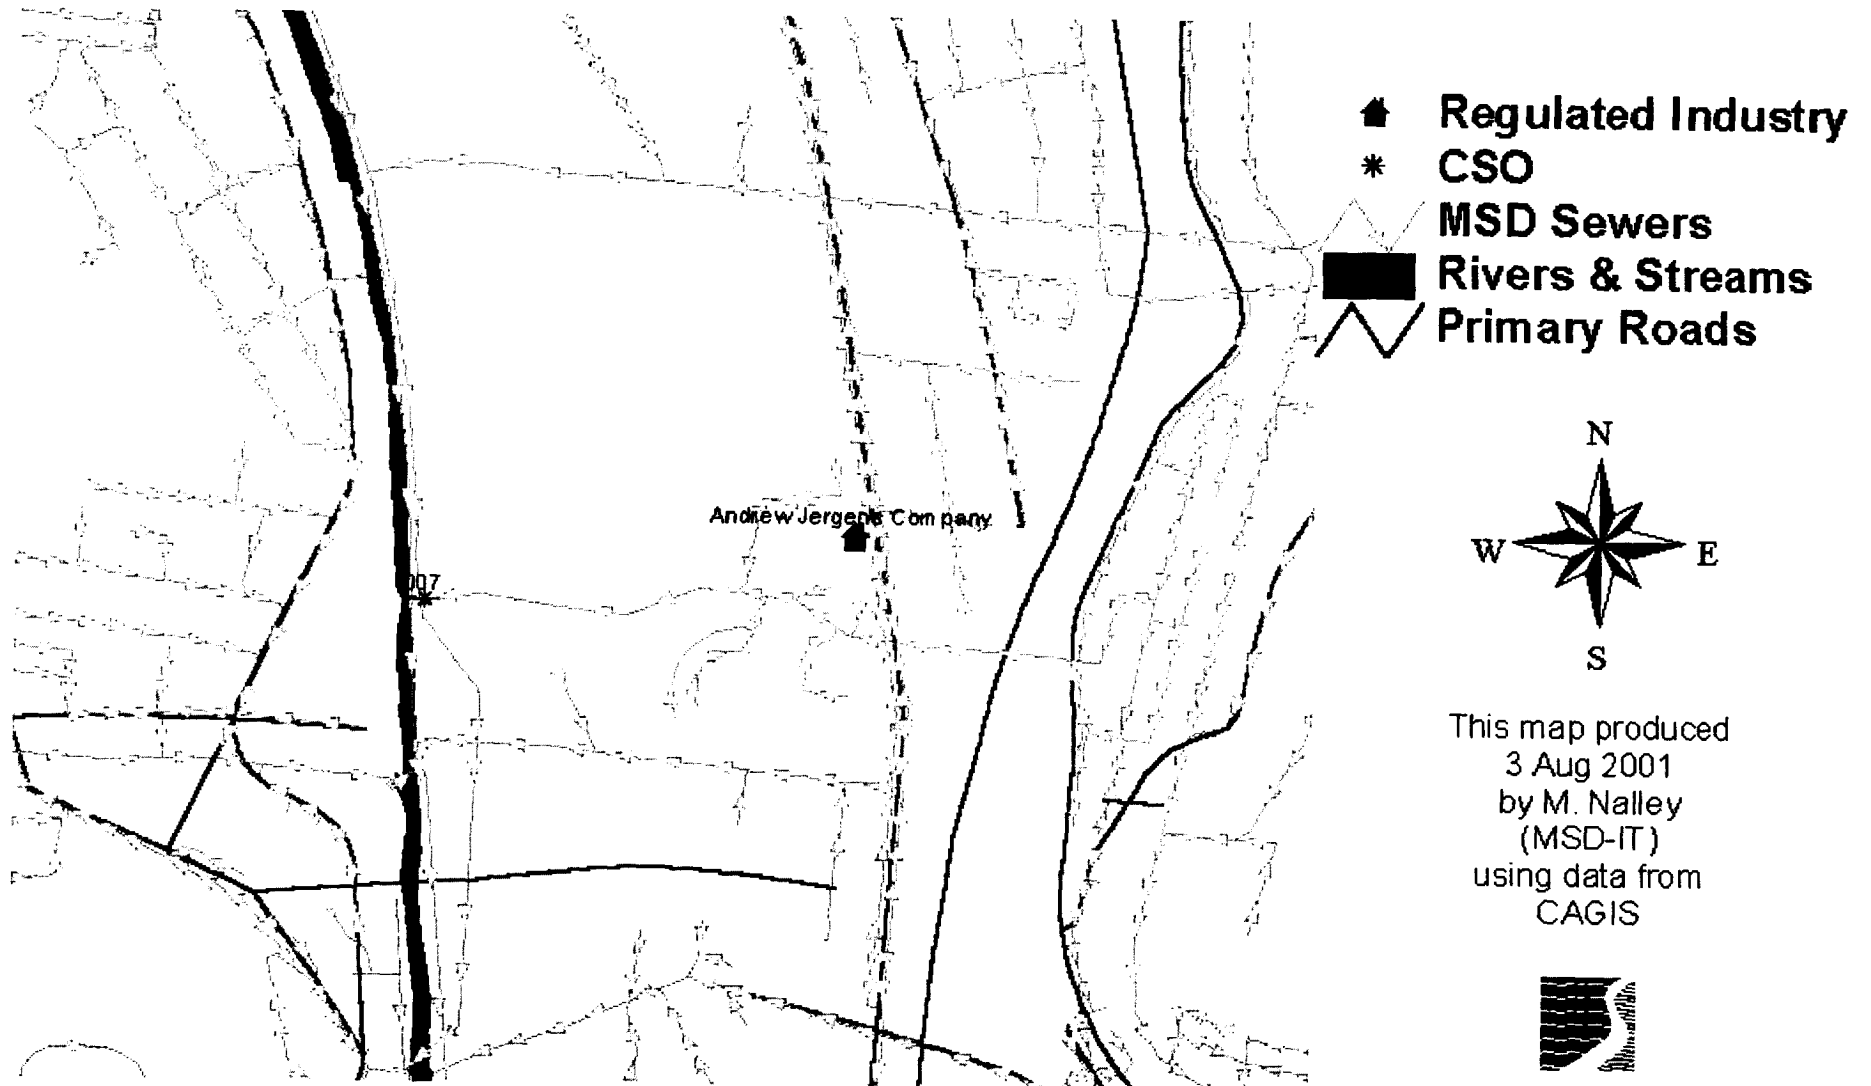 Regulated Industry
CSO
MSD Sewers
Rivers & Streams
Primary Roads
N
W E
S
Andrew Jergens Company
007
This map produced
3 Aug 2001
by M. Nalley
(MSD-IT)
using data from
CAGIS